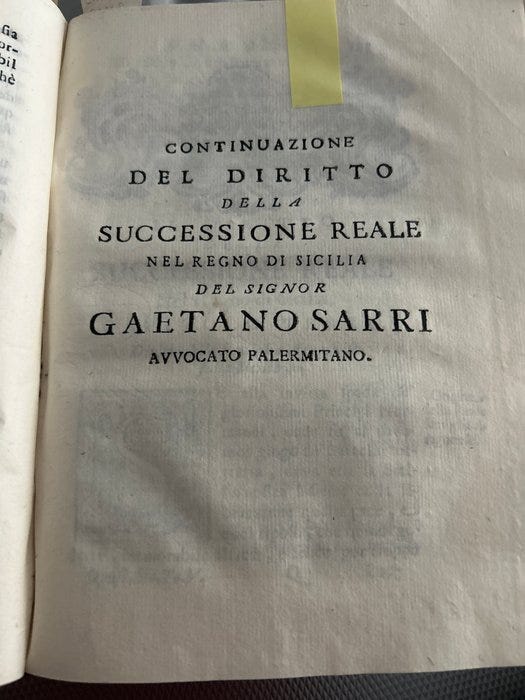 CONTINUAZIONE
DEL DIRITTO
DELLA
SUCCESSIONE REALE
NEL REGNO DI SICILIA
DEL SIGNOR
GAETANO SARRI
AVVOCATO PALERMITANO.